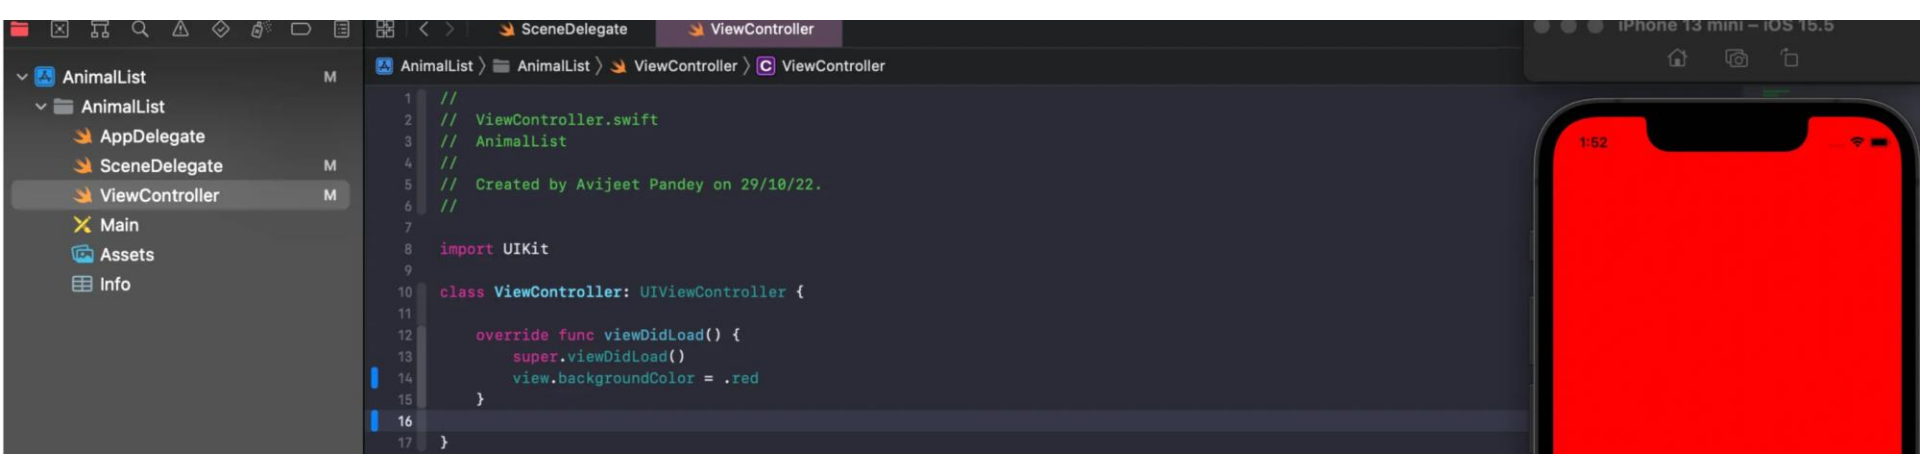 SceneDelegate
ViewController
iPhone 13 mini – iOS 15.5
AnimalList M
AnimalList
AppDelegate
SceneDelegate M
ViewController M
Main
Assets
Info
AnimalList 〉 AnimalList 〉 ViewController 〉 C ViewController
1 //
2 //  ViewController.swift
3 //  AnimalList
4 //
5 //  Created by Avijeet Pandey on 29/10/22.
6 //
7
8 import UIKit
9
10 class ViewController: UIViewController {
11
12     override func viewDidLoad() {
13         super.viewDidLoad()
14         view.backgroundColor = .red
15     }
16
17 }
1:52